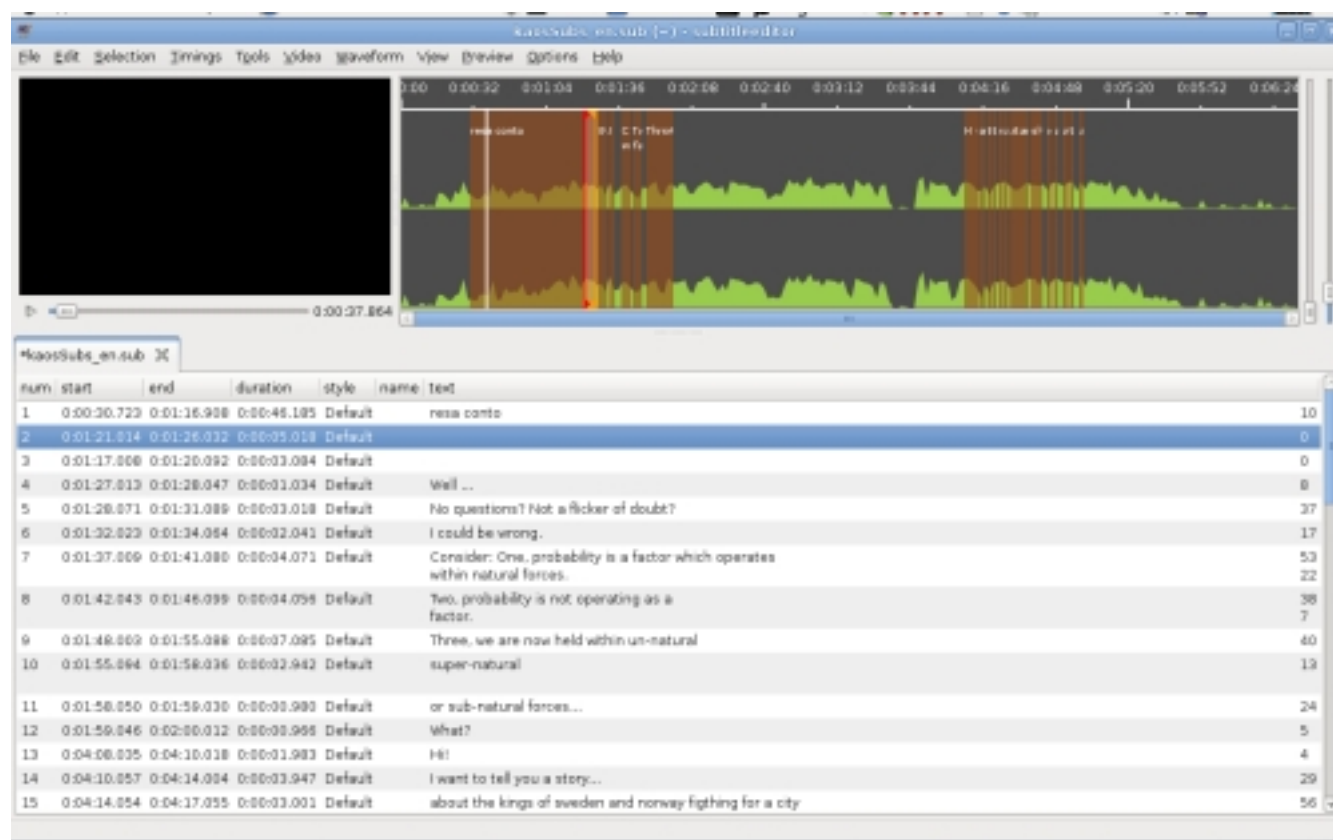 kaosSubs_en.sub (~) - subtitleeditor
File Edit Selection Timings Tools Video Waveform View Preview Options Help
0:00 0:00:32 0:01:04 0:01:36 0:02:08 0:02:40 0:03:12 0:03:44 0:04:16 0:04:48 0:05:20 0:05:52 0:06:24
resa conto
0:00:37.864
*kaosSubs_en.sub
num start end duration style name text
1 0:00:30.723 0:01:16.908 0:00:46.185 Default resa conto 10
2 0:01:21.014 0:01:26.032 0:00:05.018 Default 0
3 0:01:17.008 0:01:20.092 0:00:03.084 Default 0
4 0:01:27.013 0:01:28.047 0:00:01.034 Default Well ... 8
5 0:01:28.071 0:01:31.089 0:00:03.018 Default No questions? Not a flicker of doubt? 37
6 0:01:32.023 0:01:34.064 0:00:02.041 Default I could be wrong. 17
7 0:01:37.009 0:01:41.080 0:00:04.071 Default Consider: One, probability is a factor which operates 53
within natural forces. 22
8 0:01:42.043 0:01:46.099 0:00:04.056 Default Two, probability is not operating as a 38
factor. 7
9 0:01:48.003 0:01:55.088 0:00:07.085 Default Three, we are now held within un-natural 40
10 0:01:55.094 0:01:58.036 0:00:02.942 Default super-natural 13
11 0:01:58.050 0:01:59.030 0:00:00.980 Default or sub-natural forces... 24
12 0:01:59.046 0:02:00.012 0:00:00.966 Default What? 5
13 0:04:08.035 0:04:10.018 0:00:01.983 Default Hi! 4
14 0:04:10.057 0:04:14.004 0:00:03.947 Default I want to tell you a story... 29
15 0:04:14.054 0:04:17.055 0:00:03.001 Default about the kings of sweden and norway figthing for a city 56